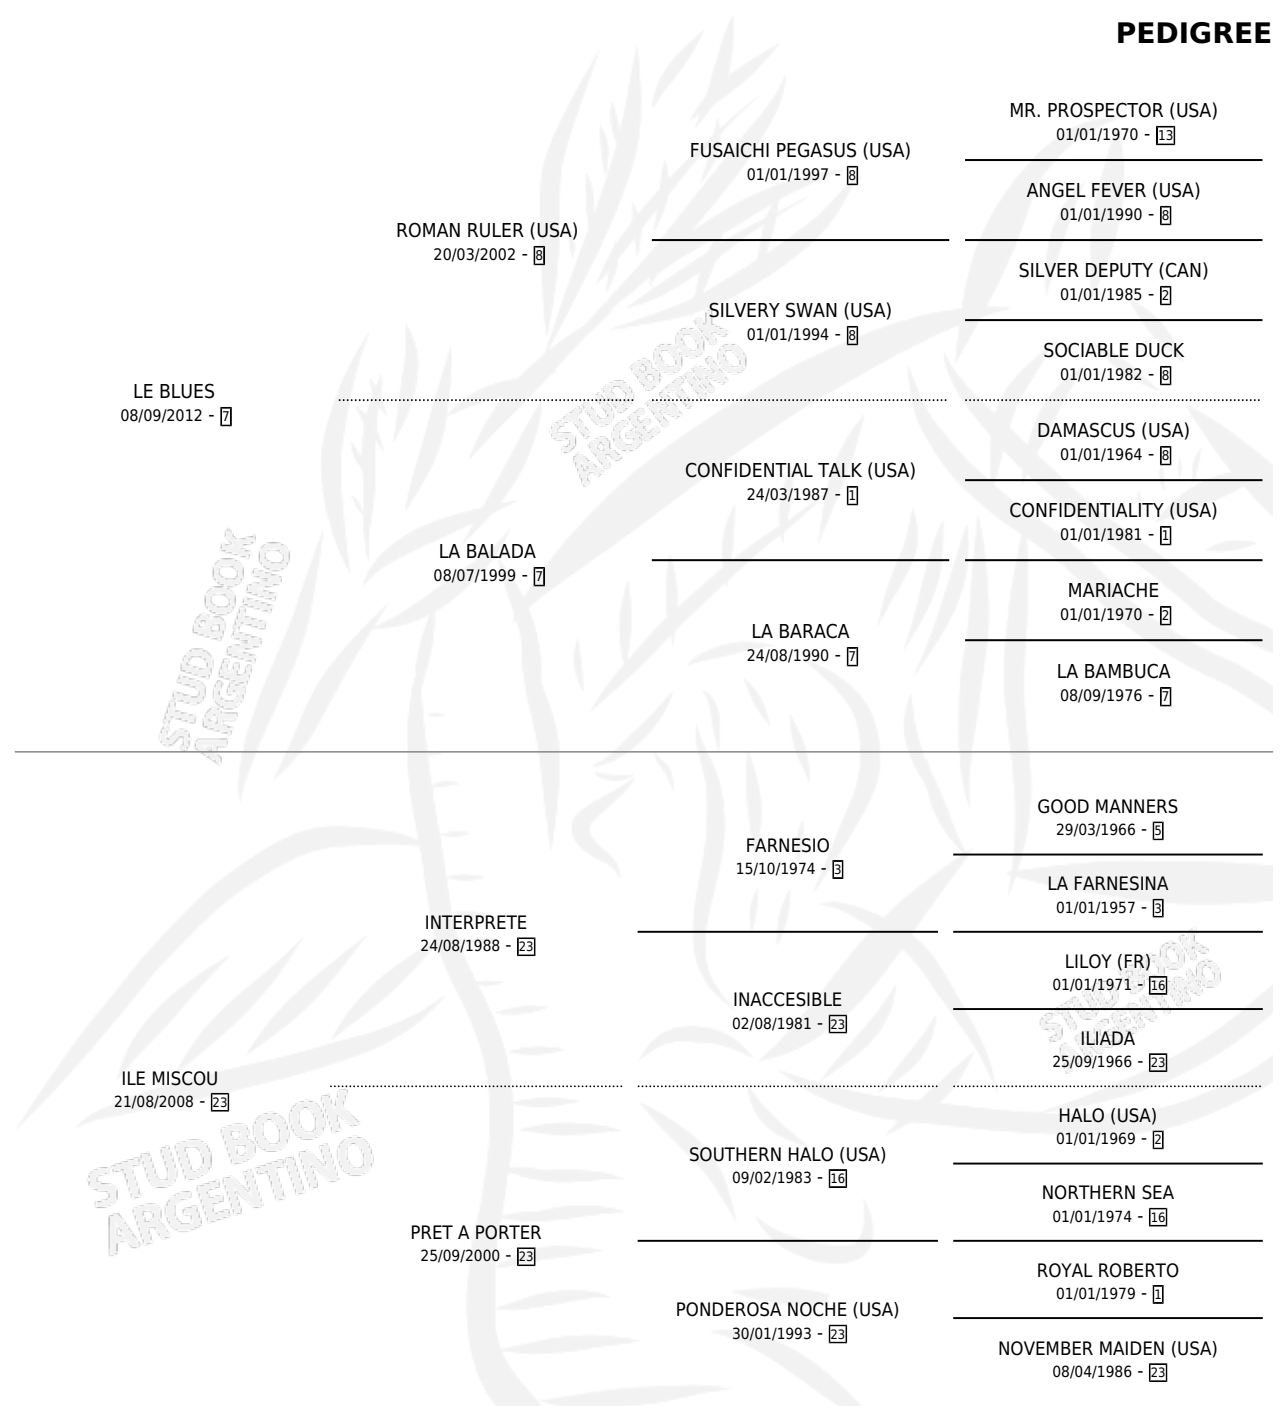 PEDIGREE
MR. PROSPECTOR (USA)
01/01/1970 - 13
FUSAICHI PEGASUS (USA)
01/01/1997 - 8
ANGEL FEVER (USA)
01/01/1990 - 8
ROMAN RULER (USA)
20/03/2002 - 8
SILVER DEPUTY (CAN)
01/01/1985 - 2
SILVERY SWAN (USA)
01/01/1994 - 8
SOCIABLE DUCK
01/01/1982 - 8
LE BLUES
08/09/2012 - 7
STUD BOOK
ARGENTINO
DAMASCUS (USA)
01/01/1964 - 8
CONFIDENTIAL TALK (USA)
24/03/1987 - 1
CONFIDENTIALITY (USA)
01/01/1981 - 1
LA BALADA
08/07/1999 - 7
MARIACHE
01/01/1970 - 2
LA BARACA
24/08/1990 - 7
LA BAMBUCA
08/09/1976 - 7
STUD BOOK
ARGENTINO
GOOD MANNERS
29/03/1966 - 5
FARNESIO
15/10/1974 - 3
LA FARNESINA
01/01/1957 - 3
INTERPRETE
24/08/1988 - 23
LILOY (FR)
01/01/1971 - 16
INACCESIBLE
02/08/1981 - 23
STUD BOOK
ARGENTINO
ILIADA
25/09/1966 - 23
ILE MISCOU
21/08/2008 - 23
HALO (USA)
01/01/1969 - 2
SOUTHERN HALO (USA)
09/02/1983 - 16
STUD BOOK
ARGENTINO
NORTHERN SEA
01/01/1974 - 16
PRET A PORTER
25/09/2000 - 23
ROYAL ROBERTO
01/01/1979 - 1
PONDEROSA NOCHE (USA)
30/01/1993 - 23
NOVEMBER MAIDEN (USA)
08/04/1986 - 23